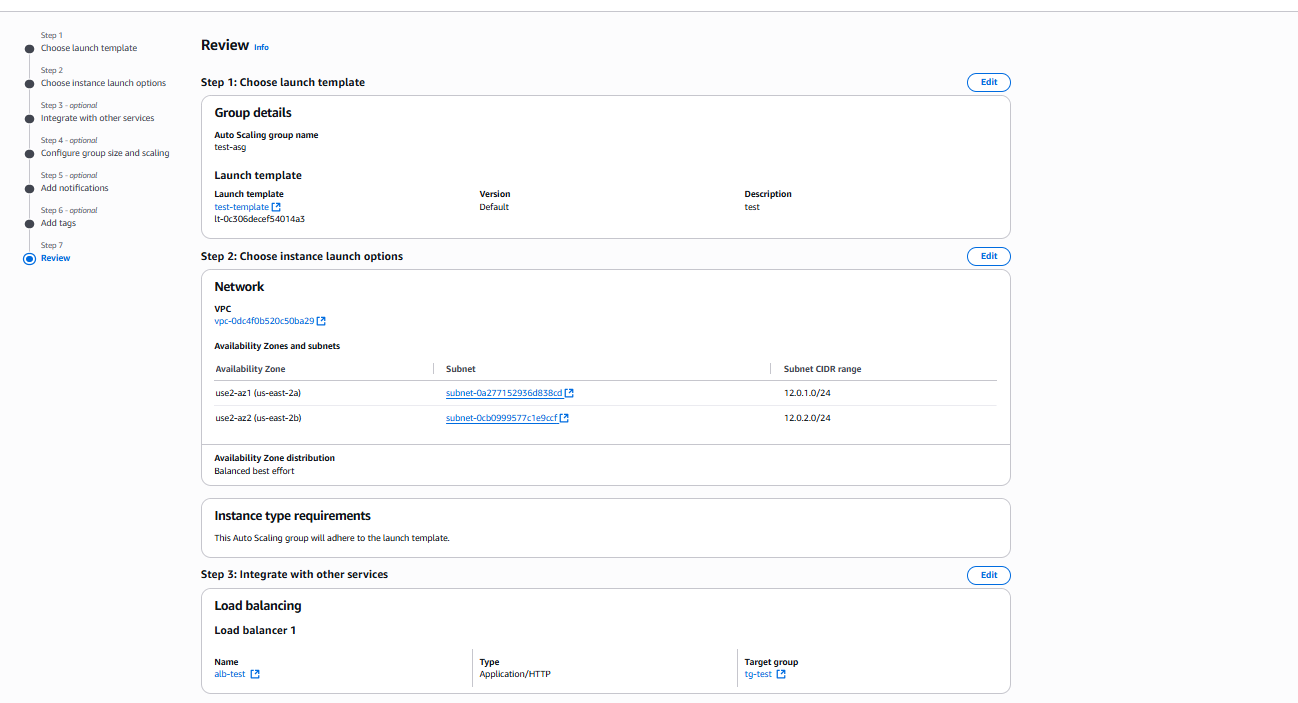 Step 1
Choose launch template
Step 2
Choose instance launch options
Step 3 - optional
Integrate with other services
Step 4 - optional
Configure group size and scaling
Step 5 - optional
Add notifications
Step 6 - optional
Add tags
Step 7
Review
Review Info
Step 1: Choose launch template Edit
Group details
Auto Scaling group name
test-asg
Launch template
Launch template Version Description
test-template Default test
lt-0c306decef54014a3
Step 2: Choose instance launch options Edit
Network
VPC
vpc-0dc4f0b520c50ba29
Availability Zones and subnets
Availability Zone Subnet Subnet CIDR range
use2-az1 (us-east-2a) subnet-0a277152936d838cd 12.0.1.0/24
use2-az2 (us-east-2b) subnet-0cb0999577c1e9ccf 12.0.2.0/24
Availability Zone distribution
Balanced best effort
Instance type requirements
This Auto Scaling group will adhere to the launch template.
Step 3: Integrate with other services Edit
Load balancing
Load balancer 1
Name Type Target group
alb-test Application/HTTP tg-test